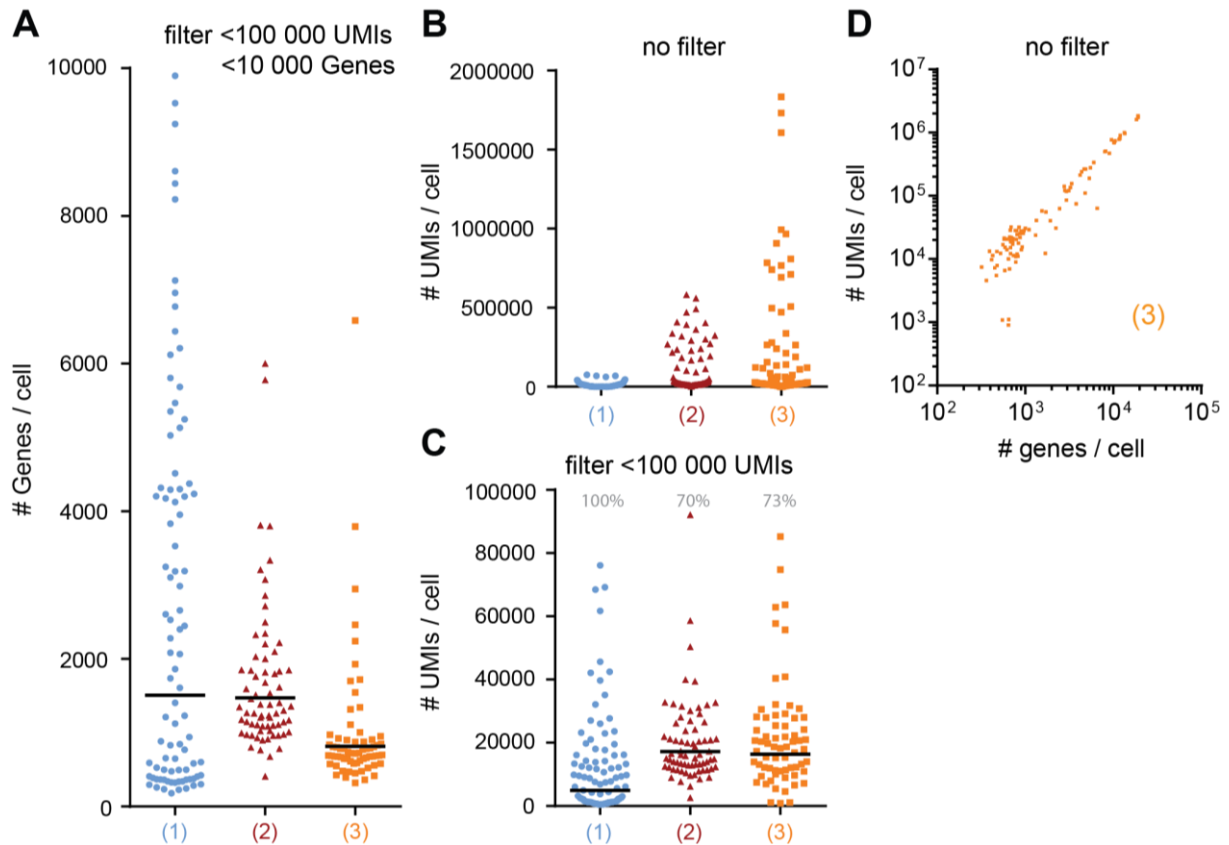 A
filter <100 000 UMIs
<10 000 Genes
# Genes / cell
10000
8000
6000
4000
2000
0
(1)
(2)
(3)
B
no filter
# UMIs / cell
2000000
1500000
1000000
500000
0
(1)
(2)
(3)
C
filter <100 000 UMIs
100%
70%
73%
# UMIs / cell
100000
80000
60000
40000
20000
0
(1)
(2)
(3)
D
no filter
# UMIs / cell
10⁷
10⁶
10⁵
10⁴
10³
10²
(3)
10²
10³
10⁴
10⁵
# genes / cell